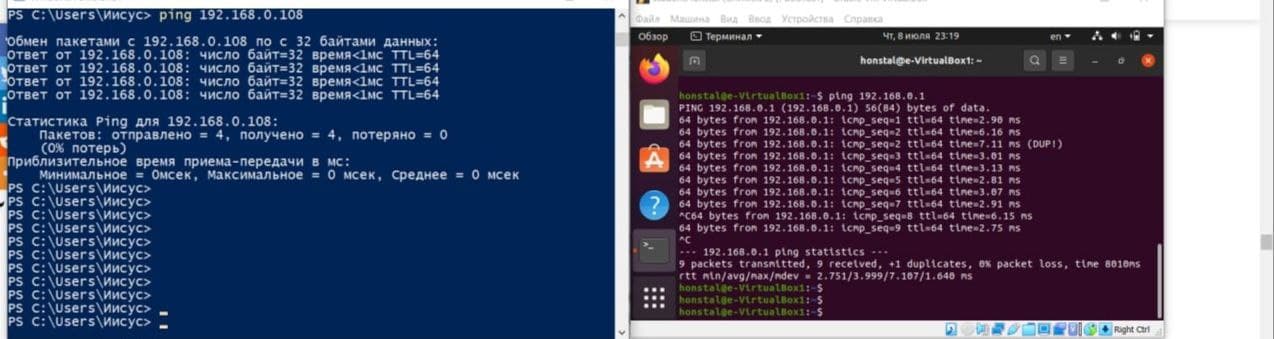 PS C:\Users\Иисус> ping 192.168.0.108
Обмен пакетами с 192.168.0.108 по с 32 байтами данных:
Ответ от 192.168.0.108: число байт=32 время<1мс TTL=64
Ответ от 192.168.0.108: число байт=32 время<1мс TTL=64
Ответ от 192.168.0.108: число байт=32 время<1мс TTL=64
Ответ от 192.168.0.108: число байт=32 время<1мс TTL=64
Статистика Ping для 192.168.0.108:
Пакетов: отправлено = 4, получено = 4, потеряно = 0
(0% потерь)
Приблизительное время приема-передачи в мс:
Минимальное = 0мсек, Максимальное = 0 мсек, Среднее = 0 мсек
PS C:\Users\Иисус>
PS C:\Users\Иисус>
PS C:\Users\Иисус>
PS C:\Users\Иисус>
PS C:\Users\Иисус>
PS C:\Users\Иисус>
PS C:\Users\Иисус>
PS C:\Users\Иисус>
PS C:\Users\Иисус>
PS C:\Users\Иисус>
PS C:\Users\Иисус>
Файл Машина Вид Ввод Устройства Справка
Обзор Терминал Чт, 8 июля 23:19 en
honstal@e-VirtualBox1: ~
honstal@e-VirtualBox1:~$ ping 192.168.0.1
PING 192.168.0.1 (192.168.0.1) 56(84) bytes of data.
64 bytes from 192.168.0.1: icmp_seq=1 ttl=64 time=2.90 ms
64 bytes from 192.168.0.1: icmp_seq=2 ttl=64 time=6.16 ms
64 bytes from 192.168.0.1: icmp_seq=2 ttl=64 time=7.11 ms (DUP!)
64 bytes from 192.168.0.1: icmp_seq=3 ttl=64 time=3.01 ms
64 bytes from 192.168.0.1: icmp_seq=4 ttl=64 time=3.13 ms
64 bytes from 192.168.0.1: icmp_seq=5 ttl=64 time=2.81 ms
64 bytes from 192.168.0.1: icmp_seq=6 ttl=64 time=3.07 ms
64 bytes from 192.168.0.1: icmp_seq=7 ttl=64 time=2.91 ms
^C64 bytes from 192.168.0.1: icmp_seq=8 ttl=64 time=6.15 ms
64 bytes from 192.168.0.1: icmp_seq=9 ttl=64 time=2.75 ms
^C
--- 192.168.0.1 ping statistics ---
9 packets transmitted, 9 received, +1 duplicates, 0% packet loss, time 8010ms
rtt min/avg/max/mdev = 2.751/3.999/7.107/1.640 ms
honstal@e-VirtualBox1:~$
honstal@e-VirtualBox1:~$
honstal@e-VirtualBox1:~$
Right Ctrl